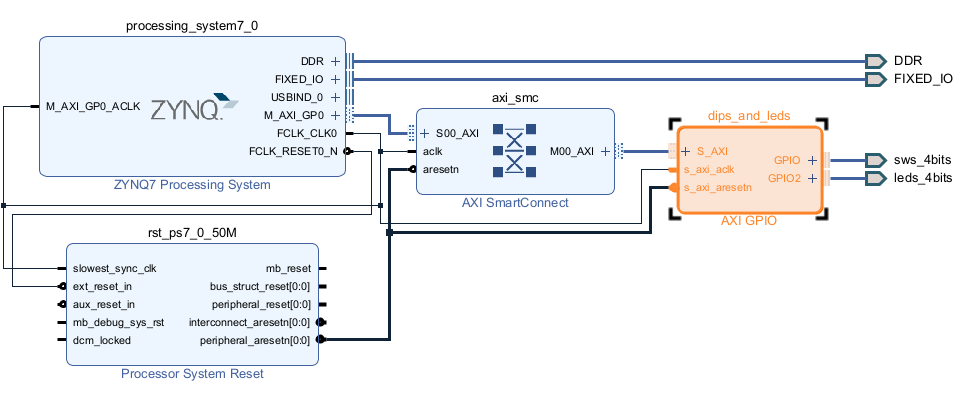 processing_system7_0
DDR
FIXED_IO
USBIND_0
M_AXI_GP0_ACLK
ZYNQ
M_AXI_GP0
FCLK_CLK0
FCLK_RESET0_N
ZYNQ7 Processing System
axi_smc
S00_AXI
aclk
aresetn
M00_AXI
AXI SmartConnect
dips_and_leds
S_AXI
s_axi_aclk
s_axi_aresetn
GPIO
GPIO2
AXI GPIO
DDR
FIXED_IO
sws_4bits
leds_4bits
rst_ps7_0_50M
slowest_sync_clk
ext_reset_in
aux_reset_in
mb_debug_sys_rst
dcm_locked
mb_reset
bus_struct_reset[0:0]
peripheral_reset[0:0]
interconnect_aresetn[0:0]
peripheral_aresetn[0:0]
Processor System Reset